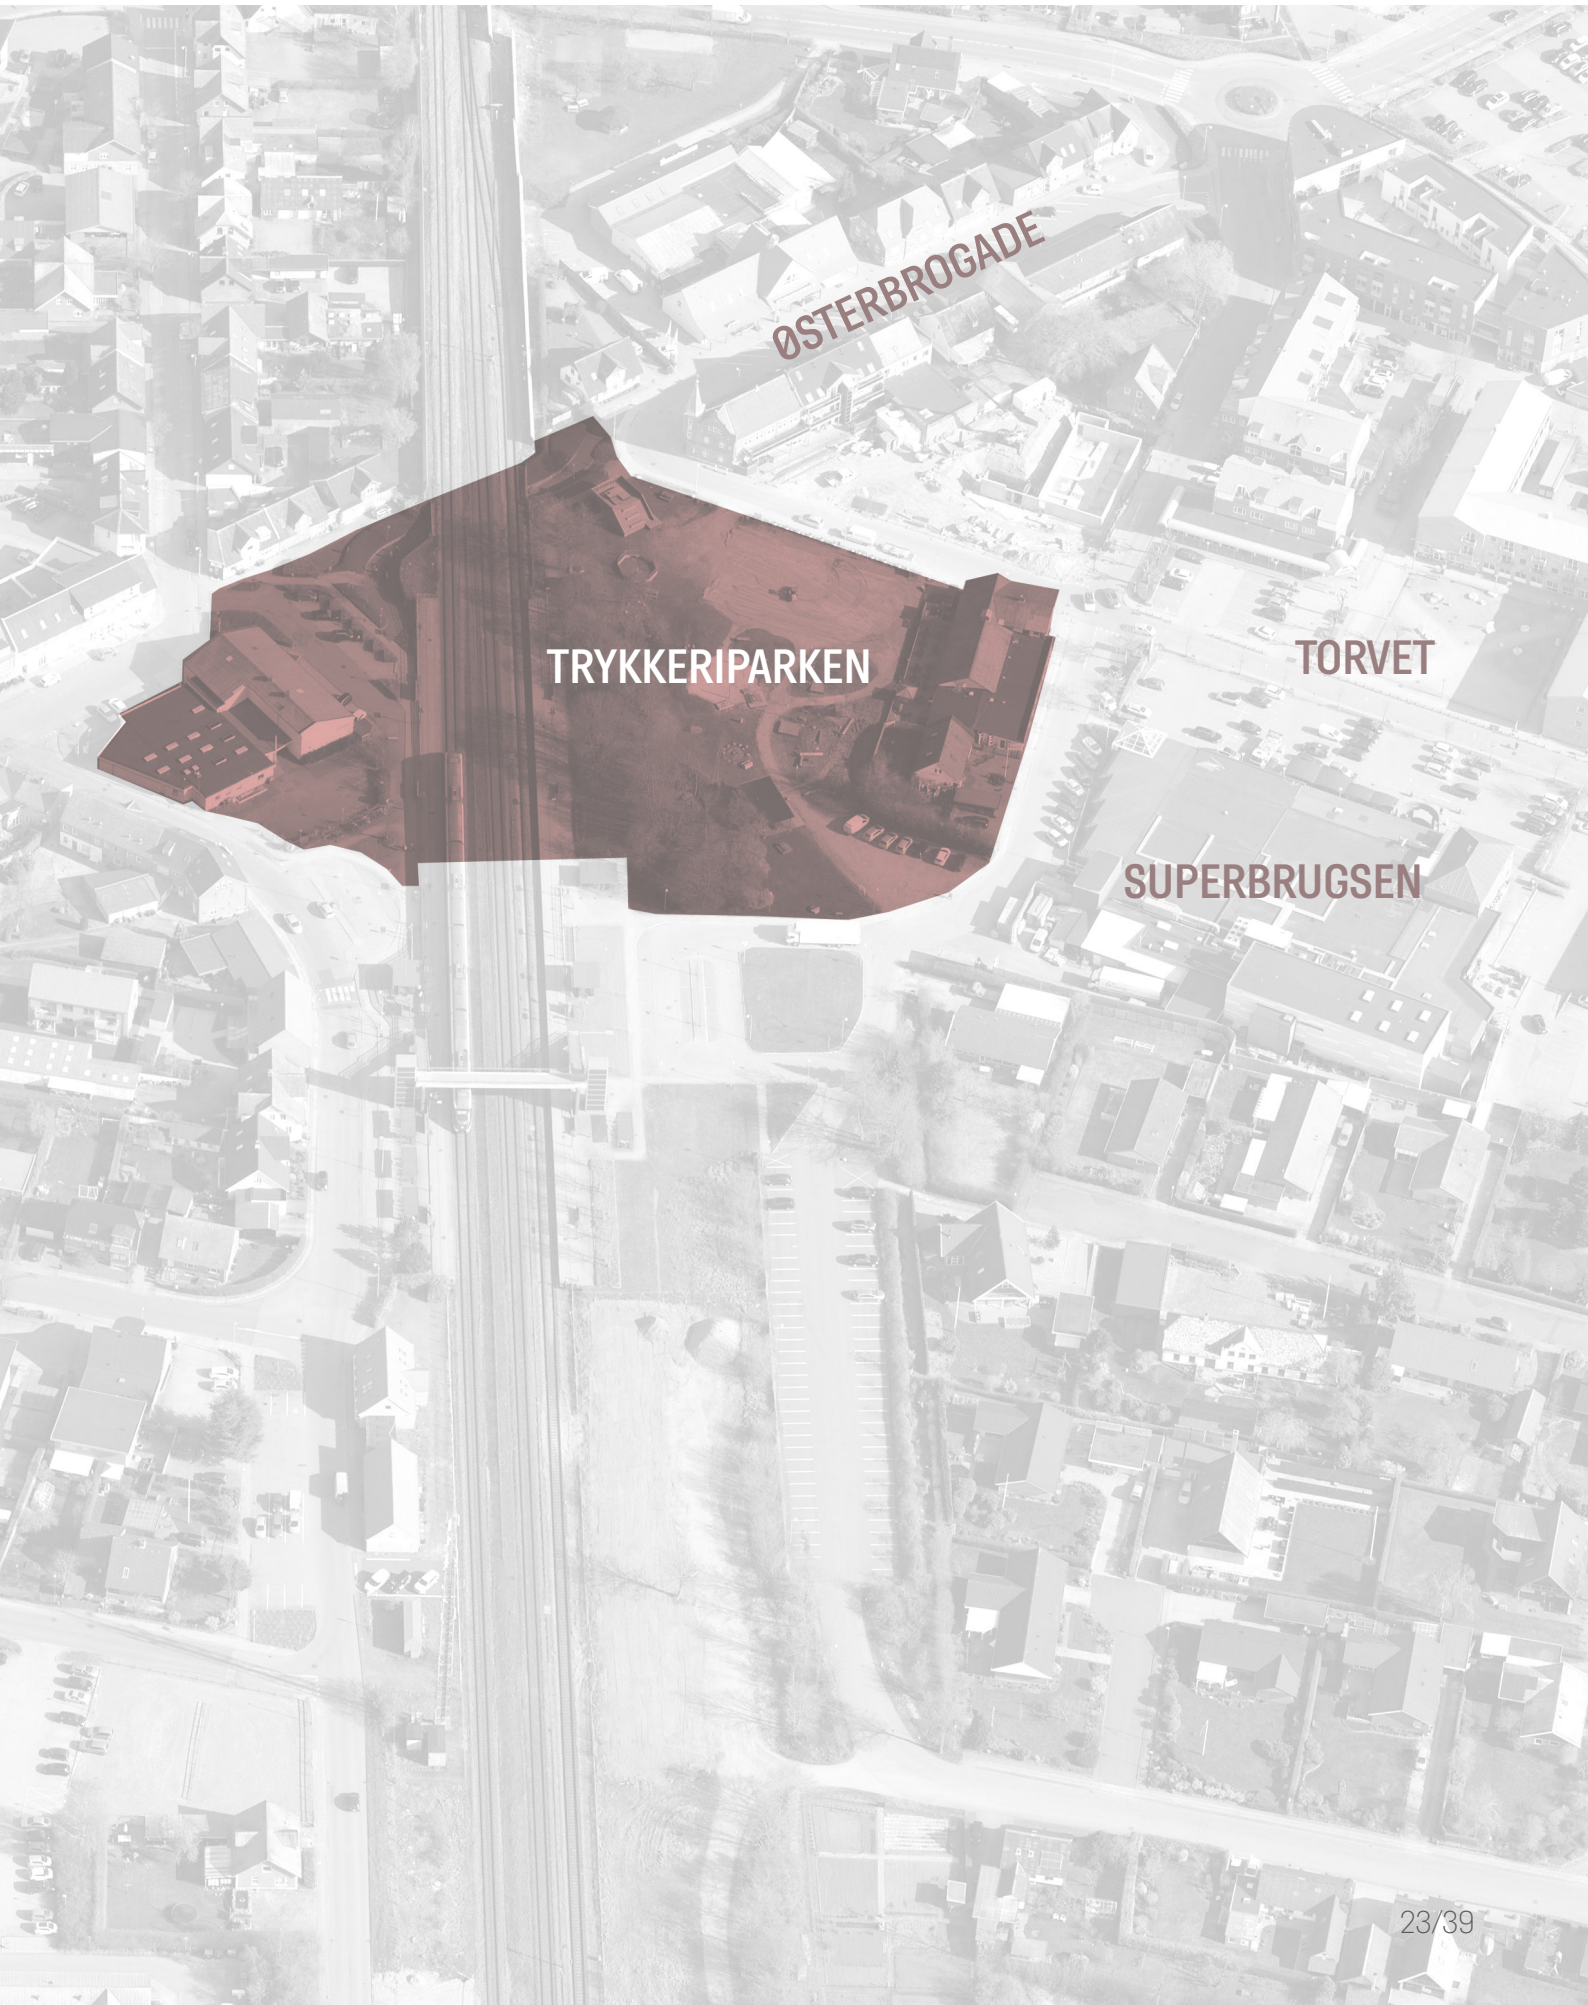 ØSTERBROGADE
TRYKKERIPARKEN
TORVET
SUPERBRUGSEN
23/39